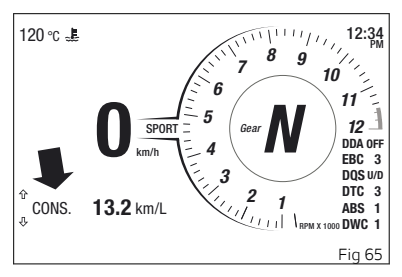 120 °C
12:34
PM
8
9
7
10
6
11
5
12
4
3
2
1
SPORT
0
km/h
Gear
N
RPM X 1000
DDA OFF
EBC 3
DQS U/D
DTC 3
ABS 1
DWC 1
CONS. 13.2 km/L
Fig 65